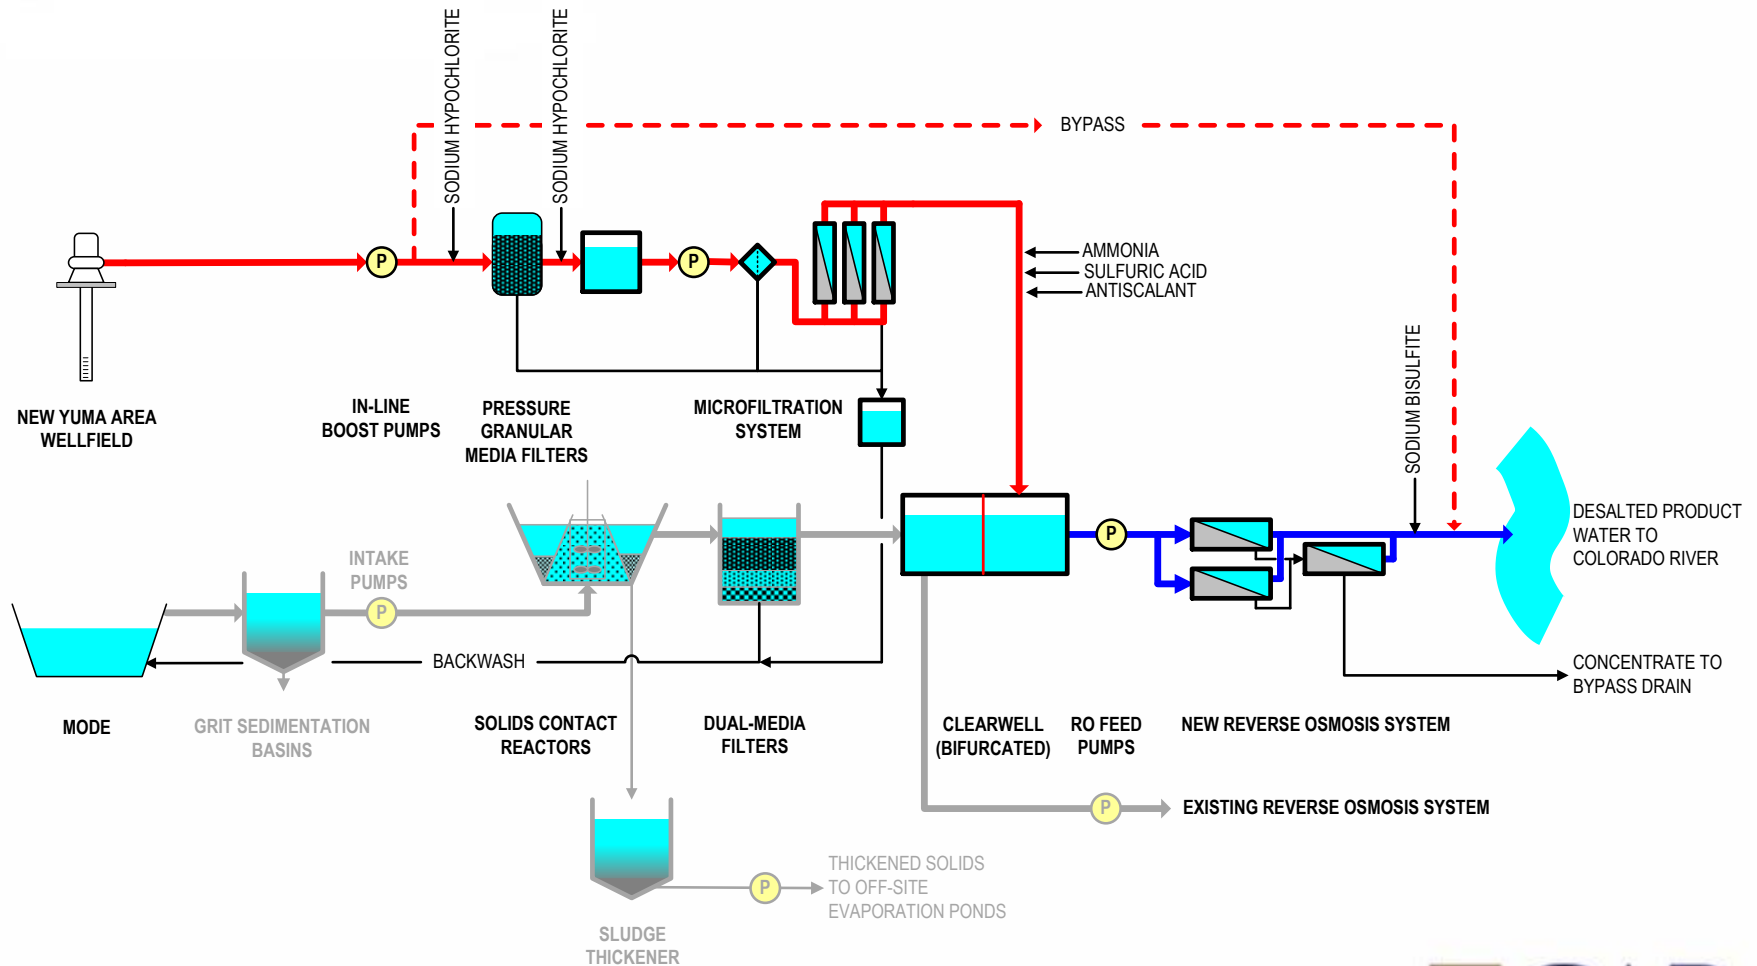 SODIUM HYPOCHLORITE
SODIUM HYPOCHLORITE
BYPASS
P
P
AMMONIA
SULFURIC ACID
ANTISCALANT
NEW YUMA AREA
WELLFIELD
IN-LINE
BOOST PUMPS
PRESSURE
GRANULAR
MEDIA FILTERS
MICROFILTRATION
SYSTEM
SODIUM BISULFITE
DESALTED PRODUCT
WATER TO
COLORADO RIVER
P
INTAKE
PUMPS
P
BACKWASH
CONCENTRATE TO
BYPASS DRAIN
MODE
GRIT SEDIMENTATION
BASINS
SOLIDS CONTACT
REACTORS
DUAL-MEDIA
FILTERS
CLEARWELL
(BIFURCATED)
RO FEED
PUMPS
NEW REVERSE OSMOSIS SYSTEM
P
EXISTING REVERSE OSMOSIS SYSTEM
P
THICKENED SOLIDS
TO OFF-SITE
EVAPORATION PONDS
SLUDGE
THICKENER